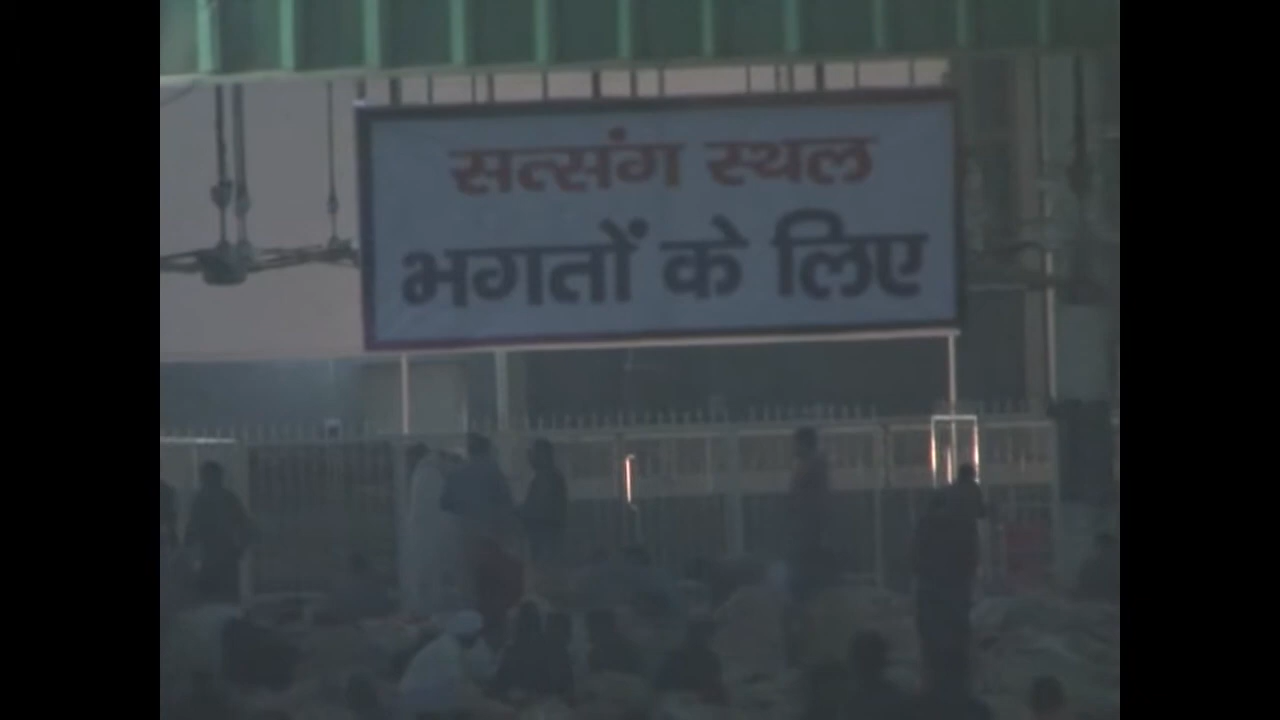 सत्संग स्थल
भगतों के लिए